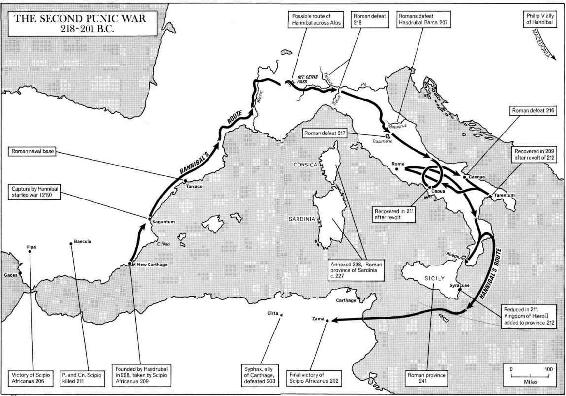 THE SECOND PUNIC WAR
218-201 B.C.
Possible route of
Hannibal across Alps
Roman defeat
218
Romans defeat
Hasdrubal Barca 207
Philip V ally
of Hannibal
MT. GENIS
PASS
HANNIBAL'S ROUTE
Roman defeat 216
Roman defeat 217
Recovered in 209
after revolt of 212
Roman naval base
CORSICA
Roma
Cannae
Tarentum
Capua
Tarraco
Capture by Hannibal
starts war (219)
Saguntum
SARDINIA
Recovered in 211
after revolt
Ilipa
Baecula
New Carthage
Gades
Annexed 238, Roman
province of Sardinia
c.227
SICILY
Syracuse
HANNIBAL'S ROUTE
Carthage
Cirta
Zama
Reduced in 211.
Kingdom of Hiero II
added to province 212
Victory of Scipio
Africanus 206
P. and Cn. Scipio
killed 211
Founded by Hasdrubal
in 228, taken by Scipio
Africanus 209
Syphax, ally
of Carthage,
defeated 203
Final victory of
Scipio Africanus 202
Roman province
241
0 100
Miles